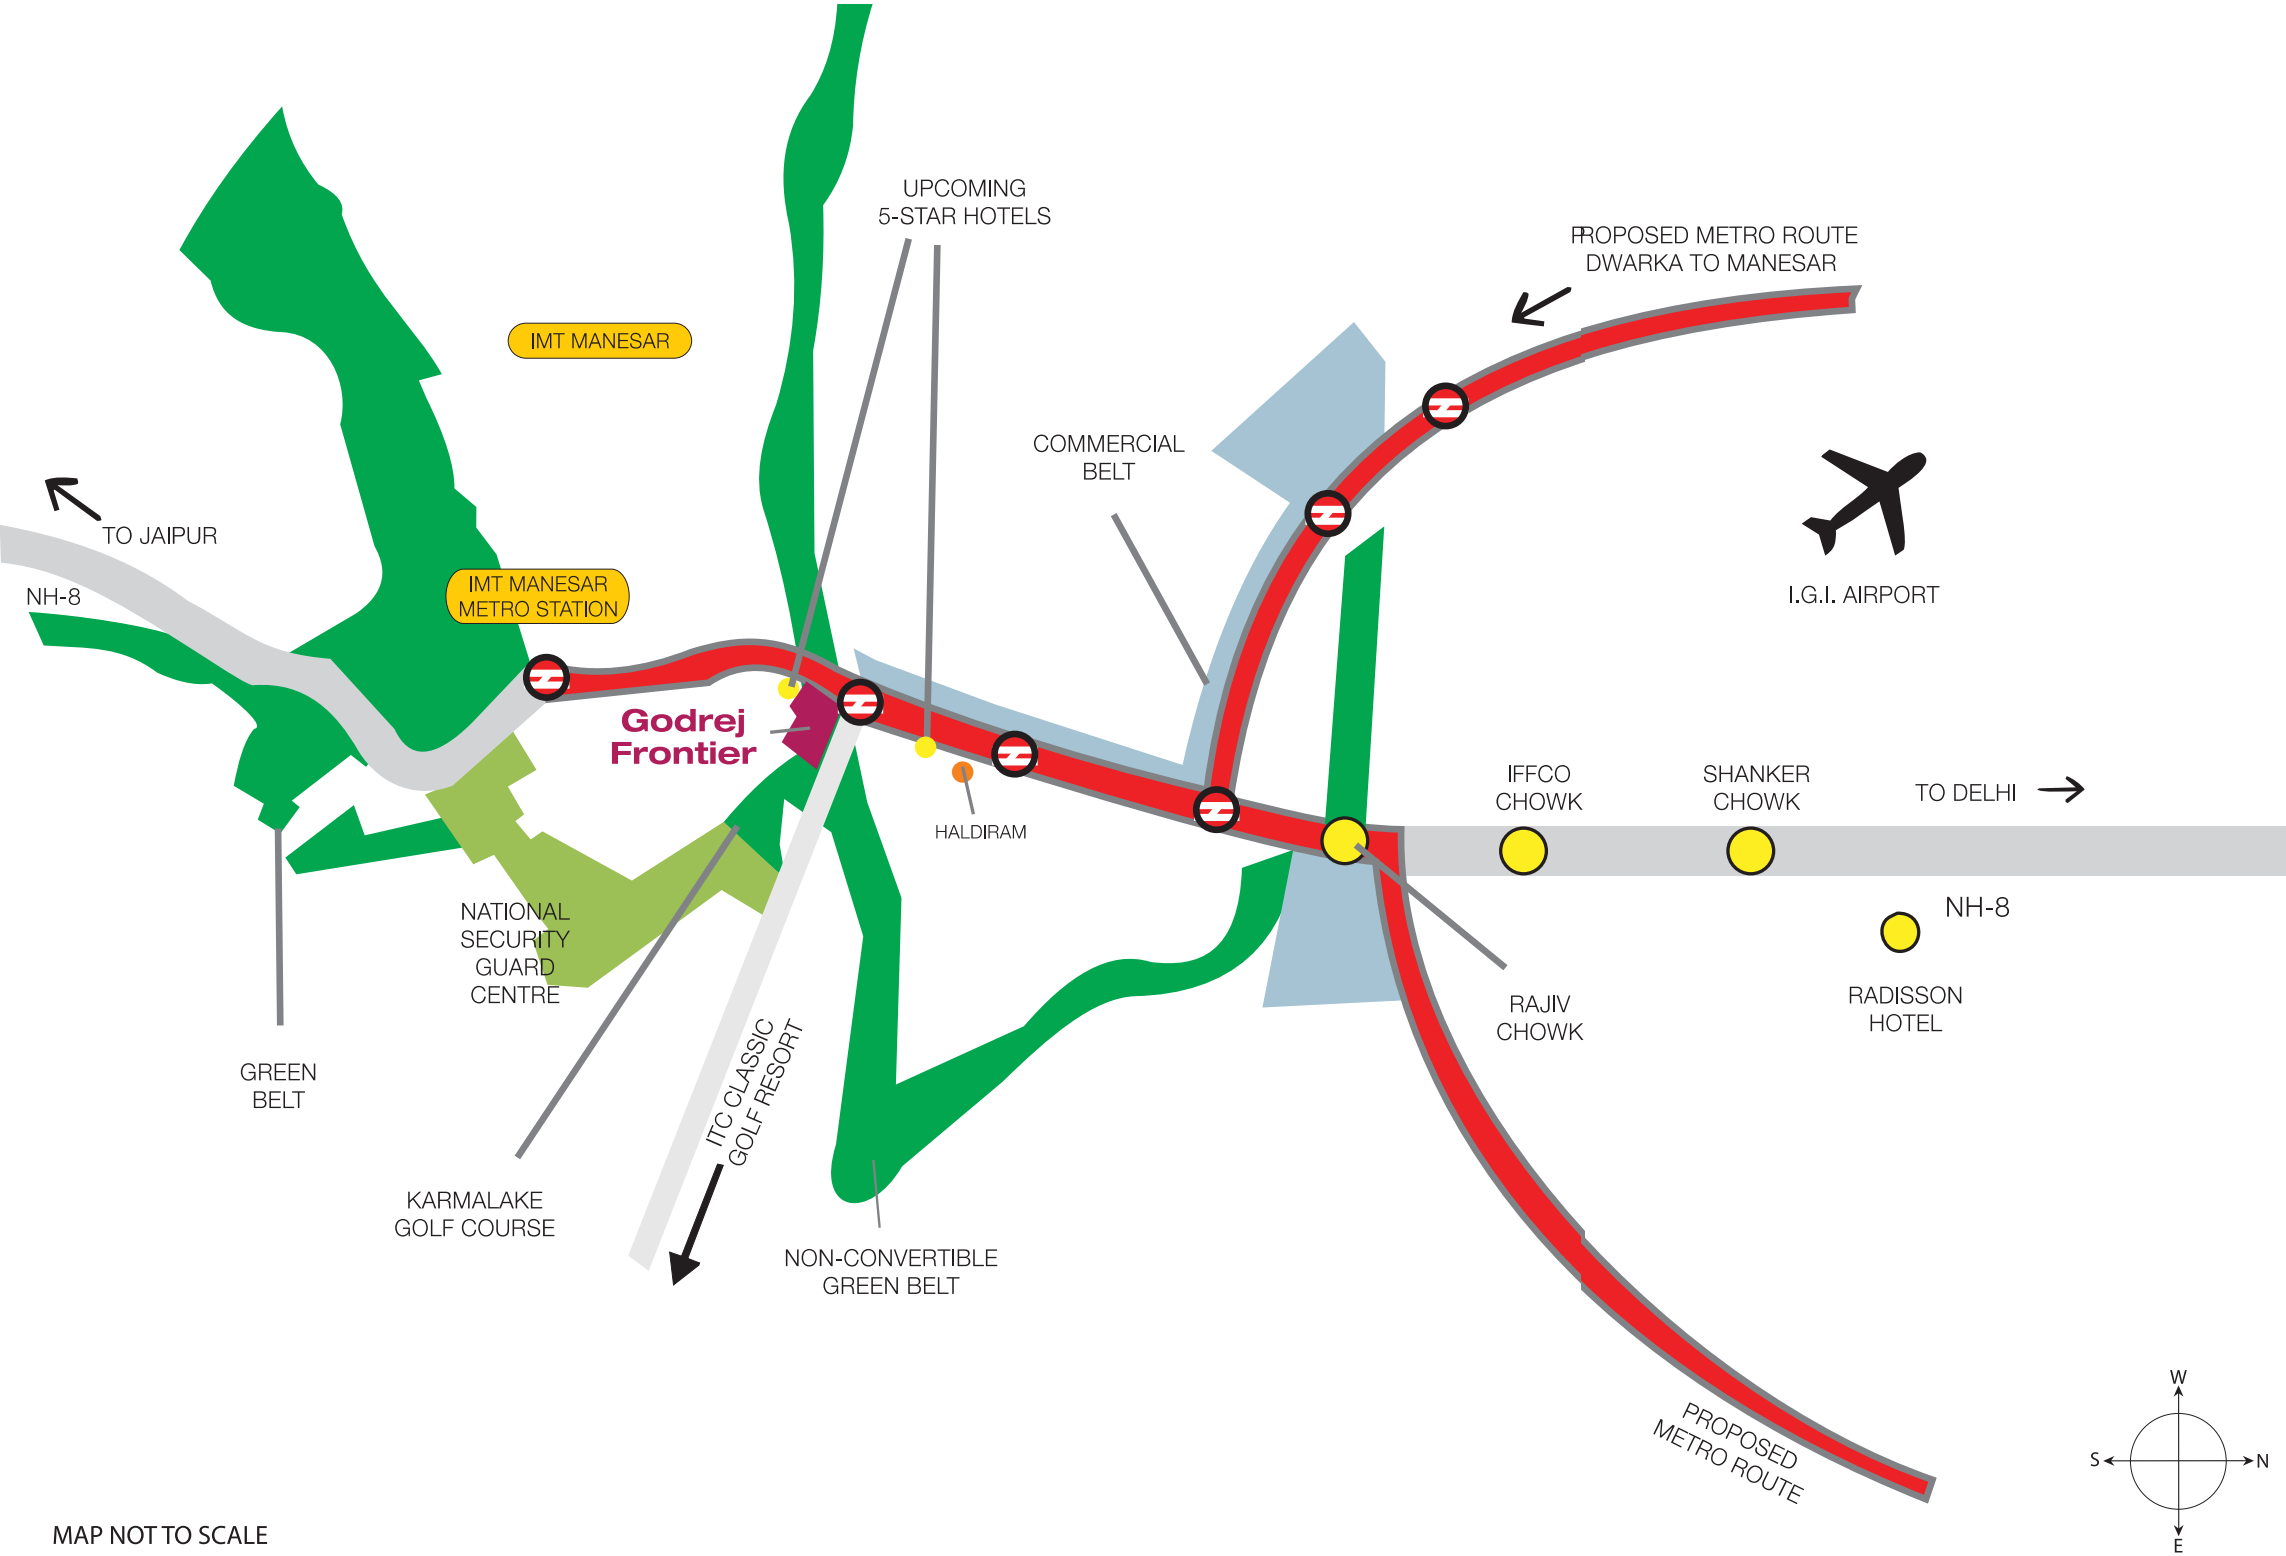 UPCOMING
5-STAR HOTELS
PROPOSED METRO ROUTE
DWARKA TO MANESAR
IMT MANESAR
COMMERCIAL
BELT
TO JAIPUR
NH-8
IMT MANESAR
METRO STATION
I.G.I. AIRPORT
Godrej
Frontier
HALDIRAM
IFFCO
CHOWK
SHANKER
CHOWK
TO DELHI
NH-8
NATIONAL
SECURITY
GUARD
CENTRE
RADISSON
HOTEL
RAJIV
CHOWK
GREEN
BELT
ITC CLASSIC
GOLF RESORT
KARMALAKE
GOLF COURSE
NON-CONVERTIBLE
GREEN BELT
PROPOSED
METRO ROUTE
W
S
N
E
MAP NOT TO SCALE